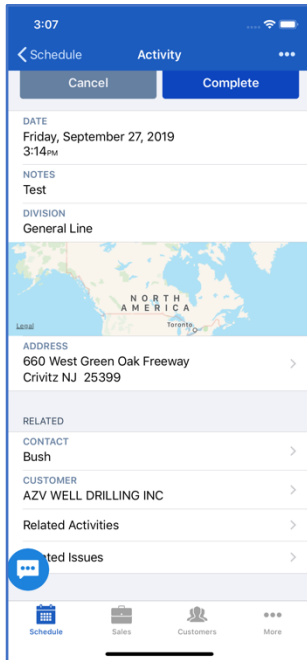 3:07
Schedule
Activity
Cancel
Complete
DATE
Friday, September 27, 2019
3:14PM
NOTES
Test
DIVISION
General Line
NORTH
AMERICA
Toronto
Legal
ADDRESS
660 West Green Oak Freeway
Crivitz NJ 25399
RELATED
CONTACT
Bush
CUSTOMER
AZV WELL DRILLING INC
Related Activities
ted Issues
Schedule
Sales
Customers
More